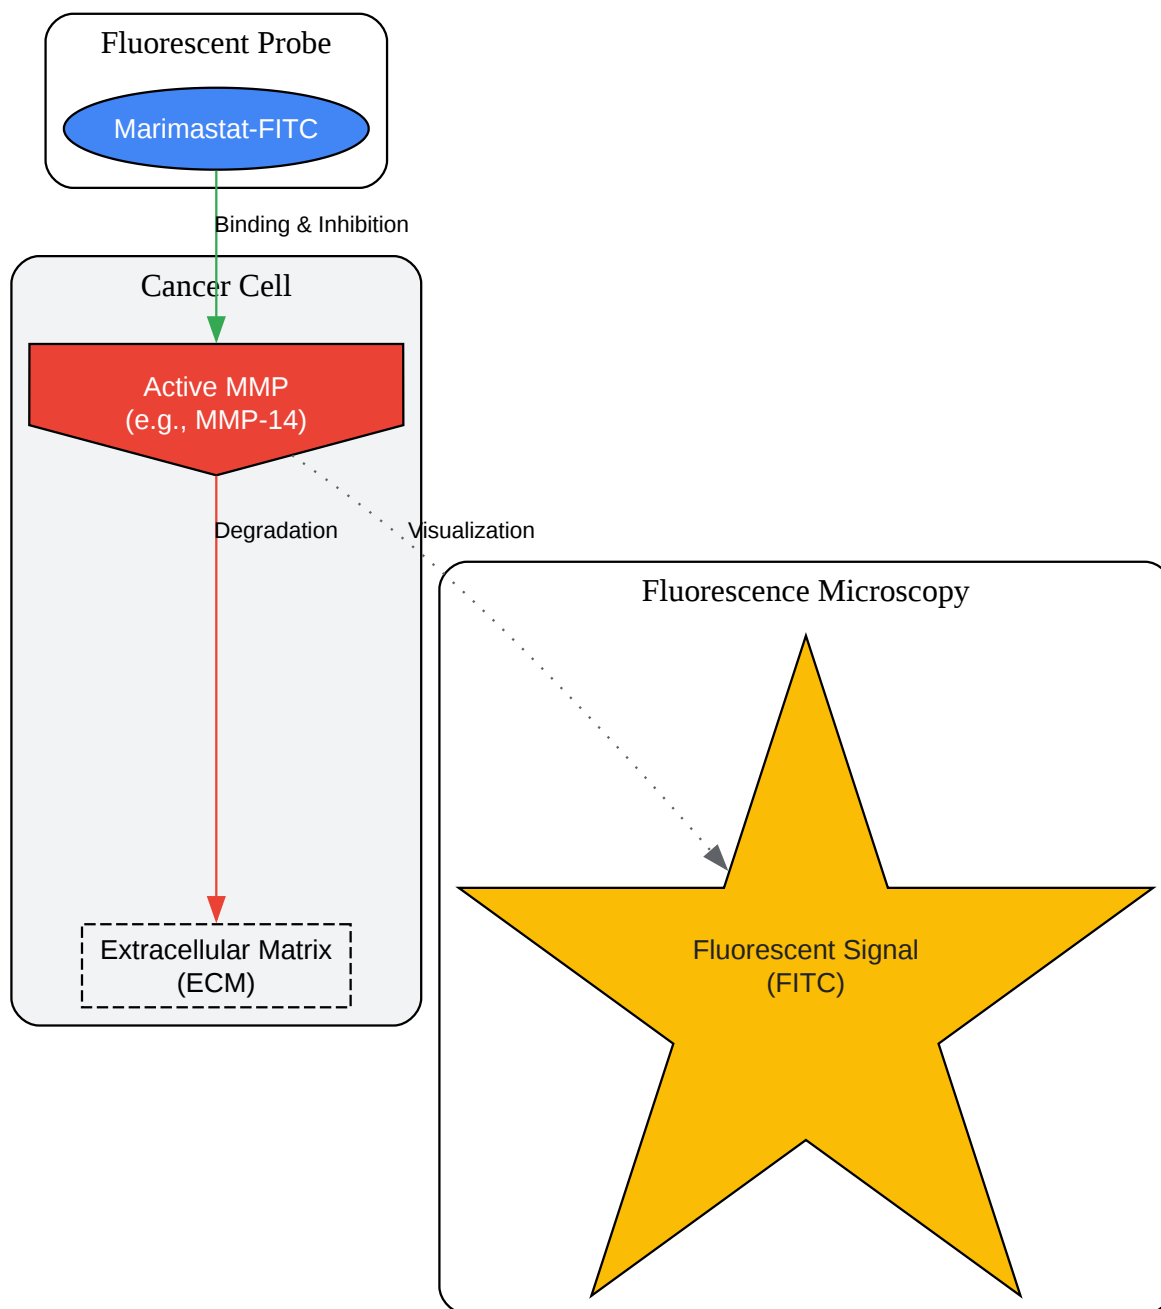 Fluorescent Probe
Marimastat-FITC
Binding & Inhibition
Cancer Cell
Active MMP
(e.g., MMP-14)
Degradation
Visualization
Fluorescence Microscopy
Extracellular Matrix
(ECM)
Fluorescent Signal
(FITC)